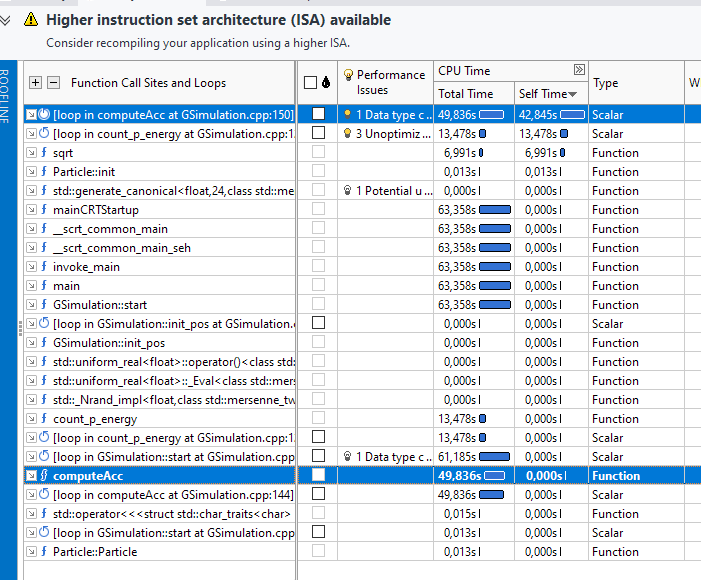 Higher instruction set architecture (ISA) available
Consider recompiling your application using a higher ISA.
ROOFLINE
Function Call Sites and Loops
Performance Issues
CPU Time
Total Time
Self Time
Type
W
[loop in computeAcc at GSimulation.cpp:150] 1 Data type c ... 49,836s 42,845s Scalar
[loop in count_p_energy at GSimulation.cpp:1 3 Unoptimiz ... 13,478s 13,478s Scalar
sqrt 6,991s 6,991s Function
Particle::init 0,013s 0,013s Function
std::generate_canonical<float,24,class std::me 1 Potential u ... 0,000s 0,000s Function
mainCRTStartup 63,358s 0,000s Function
__scrt_common_main 63,358s 0,000s Function
__scrt_common_main_seh 63,358s 0,000s Function
invoke_main 63,358s 0,000s Function
main 63,358s 0,000s Function
GSimulation::start 63,358s 0,000s Function
[loop in GSimulation::init_pos at GSimulation. 0,000s 0,000s Scalar
GSimulation::init_pos 0,000s 0,000s Function
std::uniform_real<float>::operator()<class std: 0,000s 0,000s Function
std::uniform_real<float>::_Eval<class std::mers 0,000s 0,000s Function
std::_Nrand_impl<float,class std::mersenne_tw 0,000s 0,000s Function
count_p_energy 13,478s 0,000s Function
[loop in count_p_energy at GSimulation.cpp:1 13,478s 0,000s Scalar
[loop in GSimulation::start at GSimulation.cpp 1 Data type c ... 61,185s 0,000s Scalar
computeAcc 49,836s 0,000s Function
[loop in computeAcc at GSimulation.cpp:144] 49,836s 0,000s Scalar
std::operator<<<struct std::char_traits<char> 0,015s 0,000s Function
[loop in GSimulation::start at GSimulation.cpp 0,013s 0,000s Scalar
Particle::Particle 0,013s 0,000s Function